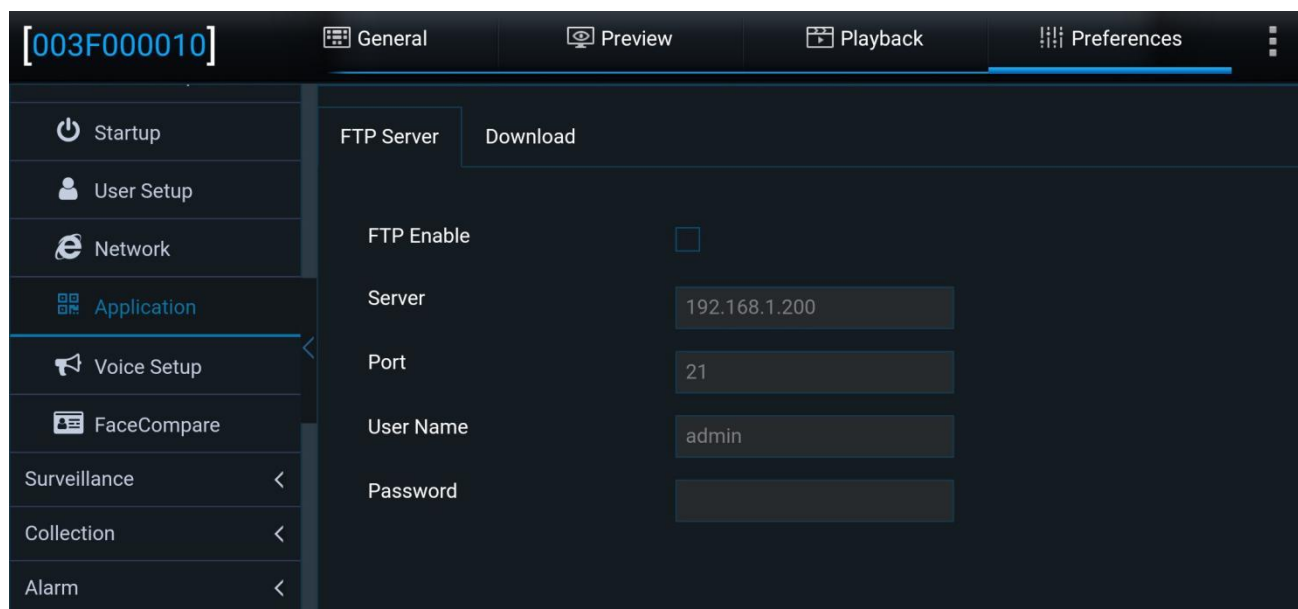 [003F000010]
General
Preview
Playback
Preferences
Startup
User Setup
Network
Application
Voice Setup
FaceCompare
Surveillance
Collection
Alarm
FTP Server
Download
FTP Enable
Server
192.168.1.200
Port
21
User Name
admin
Password